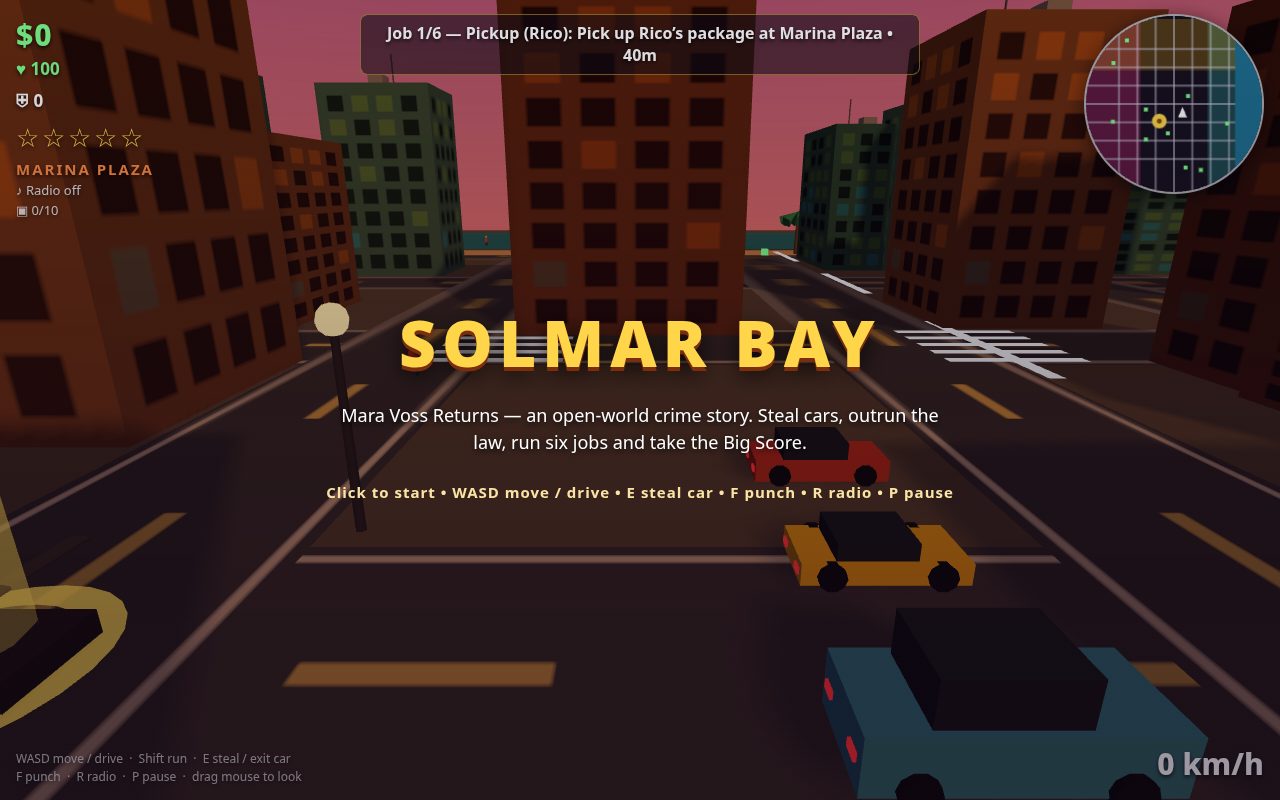 $0
♥ 100
⛨ 0
☆☆☆☆☆
MARINA PLAZA
♪ Radio off
▣ 0/10
Job 1/6 — Pickup (Rico): Pick up Rico’s package at Marina Plaza •
40m
SOLMAR BAY
Mara Voss Returns — an open-world crime story. Steal cars, outrun the
law, run six jobs and take the Big Score.
Click to start • WASD move / drive • E steal car • F punch • R radio • P pause
WASD move / drive · Shift run · E steal / exit car
F punch · R radio · P pause · drag mouse to look
0 km/h